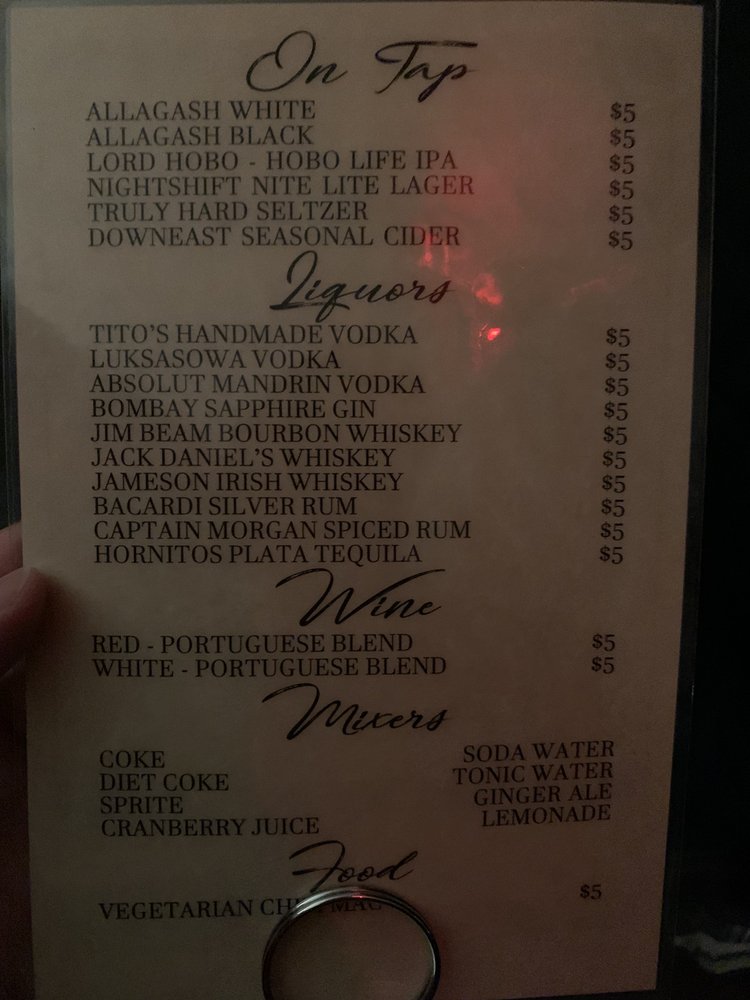 On Tap
ALLAGASH WHITE $5
ALLAGASH BLACK $5
LORD HOBO - HOBO LIFE IPA $5
NIGHTSHIFT NITE LITE LAGER $5
TRULY HARD SELTZER $5
DOWNEAST SEASONAL CIDER $5
Liquors
TITO'S HANDMADE VODKA $5
LUKSASOWA VODKA $5
ABSOLUT MANDRIN VODKA $5
BOMBAY SAPPHIRE GIN $5
JIM BEAM BOURBON WHISKEY $5
JACK DANIEL'S WHISKEY $5
JAMESON IRISH WHISKEY $5
BACARDI SILVER RUM $5
CAPTAIN MORGAN SPICED RUM $5
HORNITOS PLATA TEQUILA $5
Wine
RED - PORTUGUESE BLEND $5
WHITE - PORTUGUESE BLEND $5
Mixers
COKE SODA WATER
DIET COKE TONIC WATER
SPRITE GINGER ALE
CRANBERRY JUICE LEMONADE
Food
VEGETARIAN $5